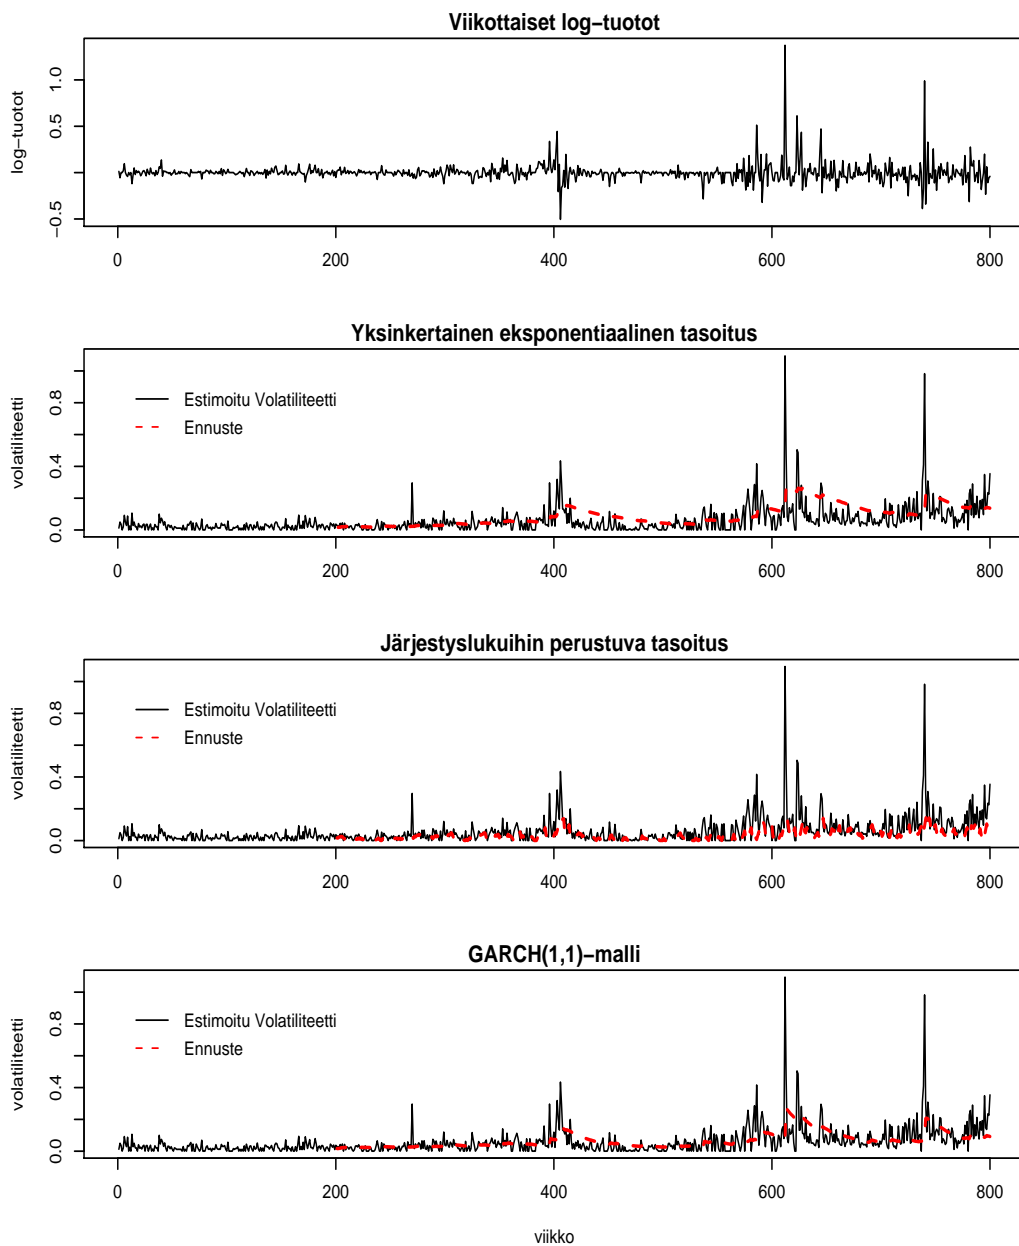 Viikottaiset log−tuotot
log−tuotot
−0.5
0.5
1.0
0
200
400
600
800
Yksinkertainen eksponentiaalinen tasoitus
volatiliteetti
0.0
0.4
0.8
Estimoitu Volatiliteetti
Ennuste
0
200
400
600
800
Järjestyslukuihin perustuva tasoitus
volatiliteetti
0.0
0.4
0.8
Estimoitu Volatiliteetti
Ennuste
0
200
400
600
800
GARCH(1,1)−malli
volatiliteetti
0.0
0.4
0.8
Estimoitu Volatiliteetti
Ennuste
0
200
400
600
800
viikko